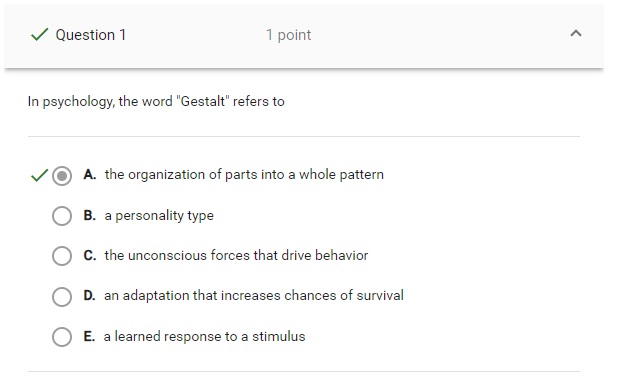 Question 1 1 point
In psychology, the word "Gestalt" refers to
A. the organization of parts into a whole pattern
B. a personality type
C. the unconscious forces that drive behavior
D. an adaptation that increases chances of survival
E. a learned response to a stimulus